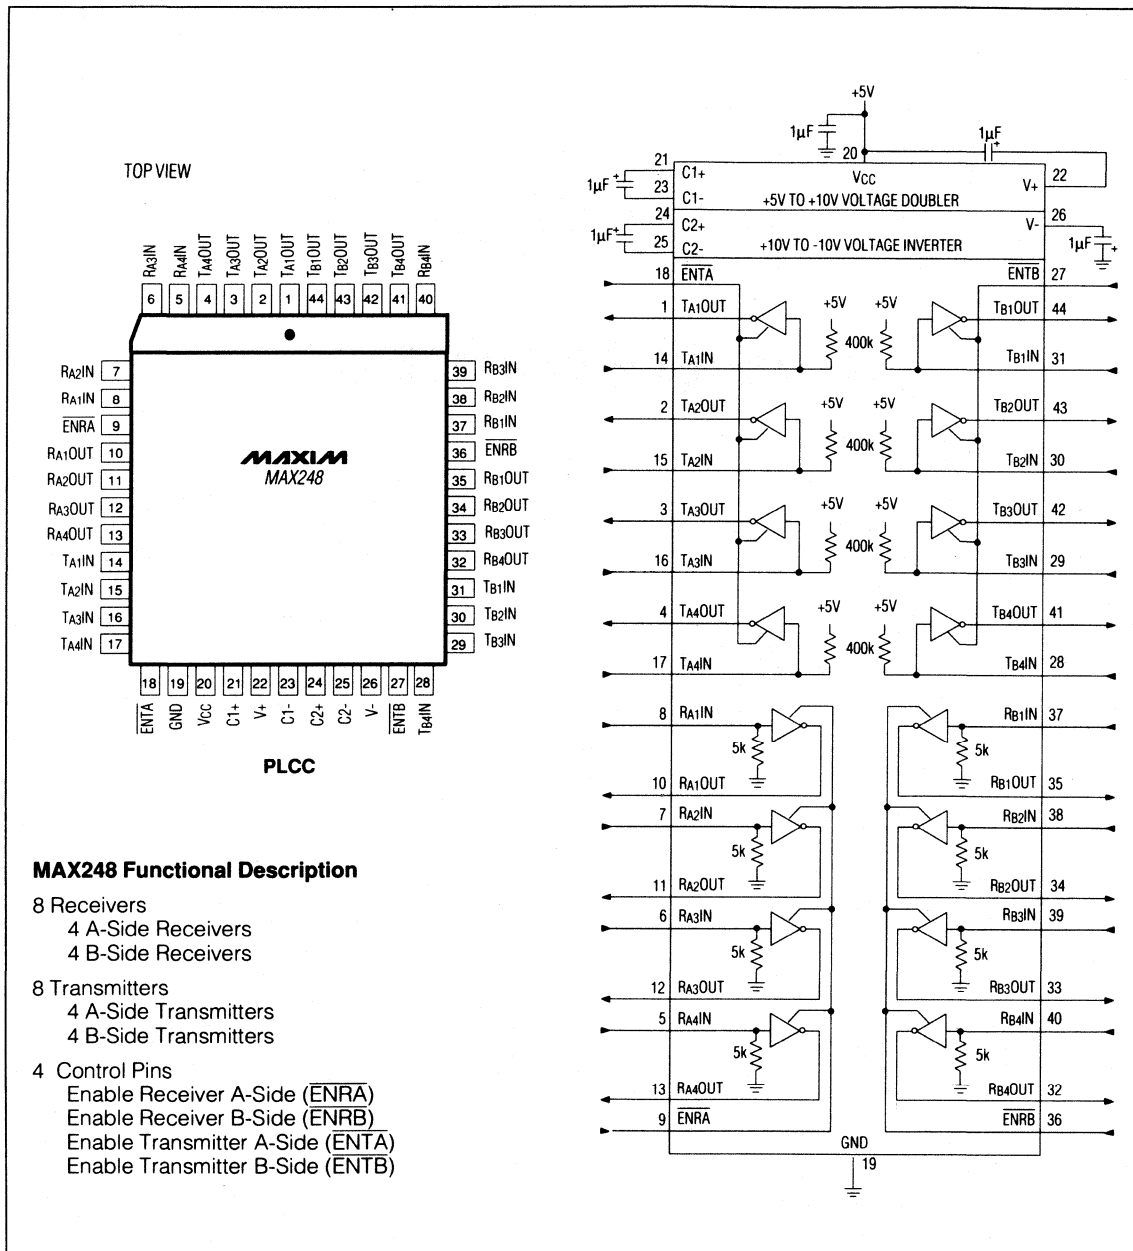 TOP VIEW
RA3IN
RA4IN
TA4OUT
TA3OUT
TA2OUT
TA1OUT
TB1OUT
TB2OUT
TB3OUT
TB4OUT
RB4IN
6 5 4 3 2 1 44 43 42 41 40
RA2IN 7
RA1IN 8
E̅N̅R̅A̅ 9
RA1OUT 10
RA2OUT 11
RA3OUT 12
RA4OUT 13
TA1IN 14
TA2IN 15
TA3IN 16
TA4IN 17
MAXIM
MAX248
39 RB3IN
38 RB2IN
37 RB1IN
36 E̅N̅R̅B̅
35 RB1OUT
34 RB2OUT
33 RB3OUT
32 RB4OUT
31 TB1IN
30 TB2IN
29 TB3IN
18 19 20 21 22 23 24 25 26 27 28
E̅N̅T̅A̅
GND
VCC
C1+
V+
C1-
C2+
C2-
V-
E̅N̅T̅B̅
TB4IN
PLCC
MAX248 Functional Description
8 Receivers
4 A-Side Receivers
4 B-Side Receivers
8 Transmitters
4 A-Side Transmitters
4 B-Side Transmitters
4 Control Pins
Enable Receiver A-Side (E̅N̅R̅A̅)
Enable Receiver B-Side (E̅N̅R̅B̅)
Enable Transmitter A-Side (E̅N̅T̅A̅)
Enable Transmitter B-Side (E̅N̅T̅B̅)
+5V
1µF 1µF
+
20
21 C1+ VCC V+ 22
1µF +
23 C1- +5V TO +10V VOLTAGE DOUBLER
24 C2+ V- 26
1µF +
25 C2- +10V TO -10V VOLTAGE INVERTER 1µF +
18 E̅N̅T̅A̅ E̅N̅T̅B̅ 27
1 TA1OUT +5V +5V TB1OUT 44
400k
14 TA1IN TB1IN 31
2 TA2OUT +5V +5V TB2OUT 43
400k
15 TA2IN TB2IN 30
3 TA3OUT +5V +5V TB3OUT 42
400k
16 TA3IN TB3IN 29
4 TA4OUT +5V +5V TB4OUT 41
400k
17 TA4IN TB4IN 28
8 RA1IN RB1IN 37
5k 5k
10 RA1OUT RB1OUT 35
7 RA2IN RB2IN 38
5k 5k
11 RA2OUT RB2OUT 34
6 RA3IN RB3IN 39
5k 5k
12 RA3OUT RB3OUT 33
5 RA4IN RB4IN 40
5k 5k
13 RA4OUT RB4OUT 32
9 E̅N̅R̅A̅ E̅N̅R̅B̅ 36
GND
19